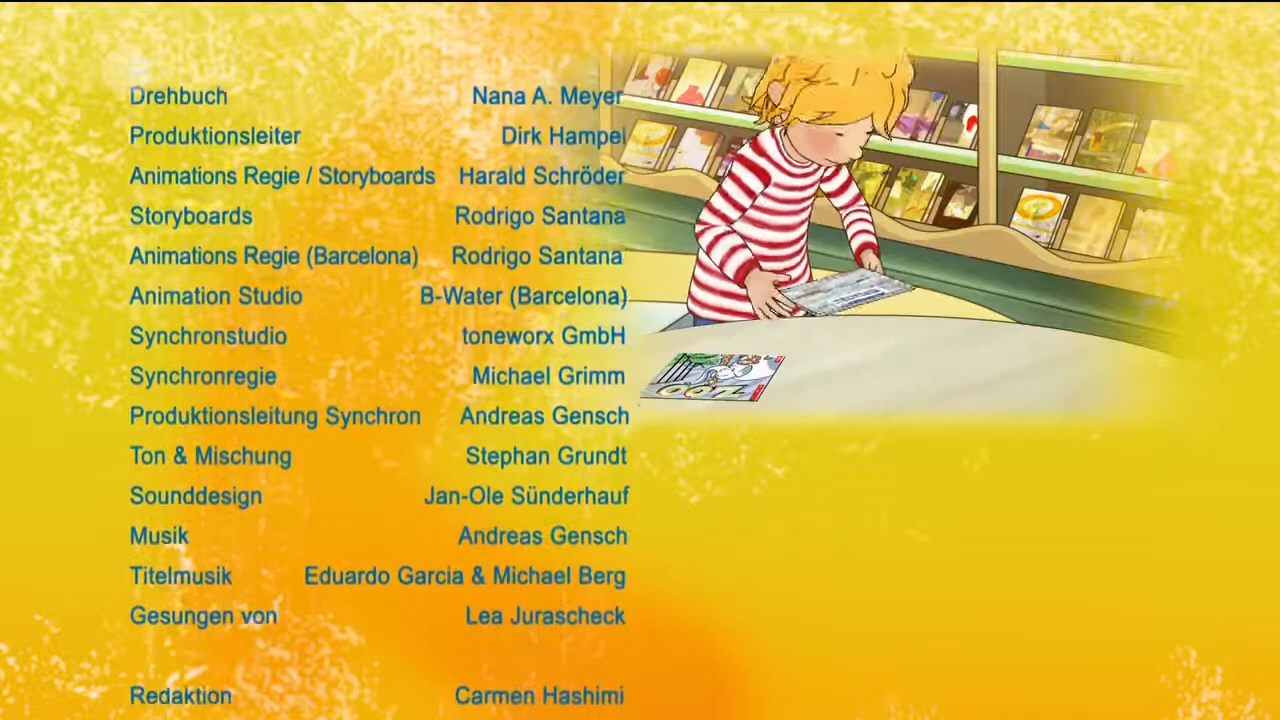 Drehbuch Nana A. Meyer
Produktionsleiter Dirk Hampel
Animations Regie / Storyboards Harald Schröder
Storyboards Rodrigo Santana
Animations Regie (Barcelona) Rodrigo Santana
Animation Studio B-Water (Barcelona)
Synchronstudio toneworx GmbH
Synchronregie Michael Grimm
Produktionsleitung Synchron Andreas Gensch
Ton & Mischung Stephan Grundt
Sounddesign Jan-Ole Sünderhauf
Musik Andreas Gensch
Titelmusik Eduardo Garcia & Michael Berg
Gesungen von Lea Jurascheck
Redaktion Carmen Hashimi